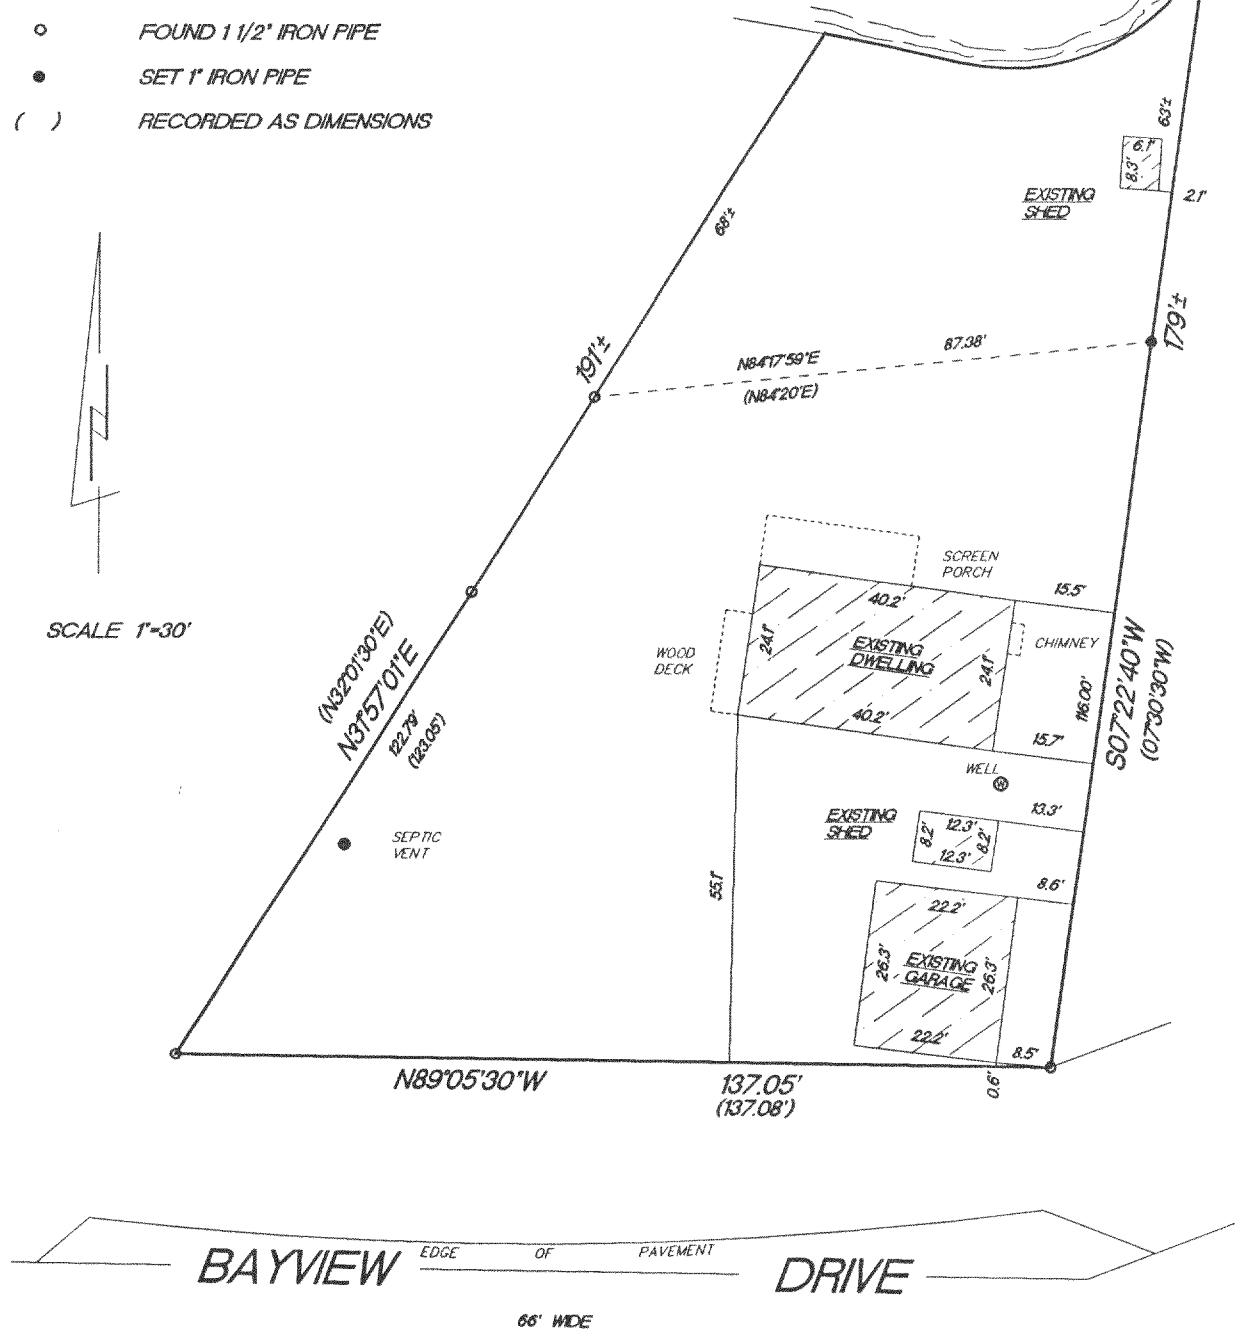 FOUND 1 1/2" IRON PIPE
SET 1" IRON PIPE
( ) RECORDED AS DIMENSIONS
63'±
6.1'
8.3'
EXISTING
SHED
2.1'
68'±
191'±
179'±
87.38'
N84°17'59"E
(N84°20'E)
SCALE 1"=30'
SCREEN
PORCH
15.5'
40.2'
WOOD
DECK
24.1'
EXISTING
DWELLING
24.1'
CHIMNEY
40.2'
15.7'
116.00'
S07°22'40"W
(07°30'30"W)
(N32°01'30"E)
N31°57'01"E
122.79'
(123.05')
WELL
W
13.3'
EXISTING
SHED
8.2'
12.3'
8.2'
12.3'
SEPTIC
VENT
55.1'
8.6'
22.2'
26.3'
EXISTING
GARAGE
26.3'
22.2'
8.5'
0.6'
N89°05'30"W
137.05'
(137.08')
EDGE OF PAVEMENT
BAYVIEW DRIVE
66' WIDE